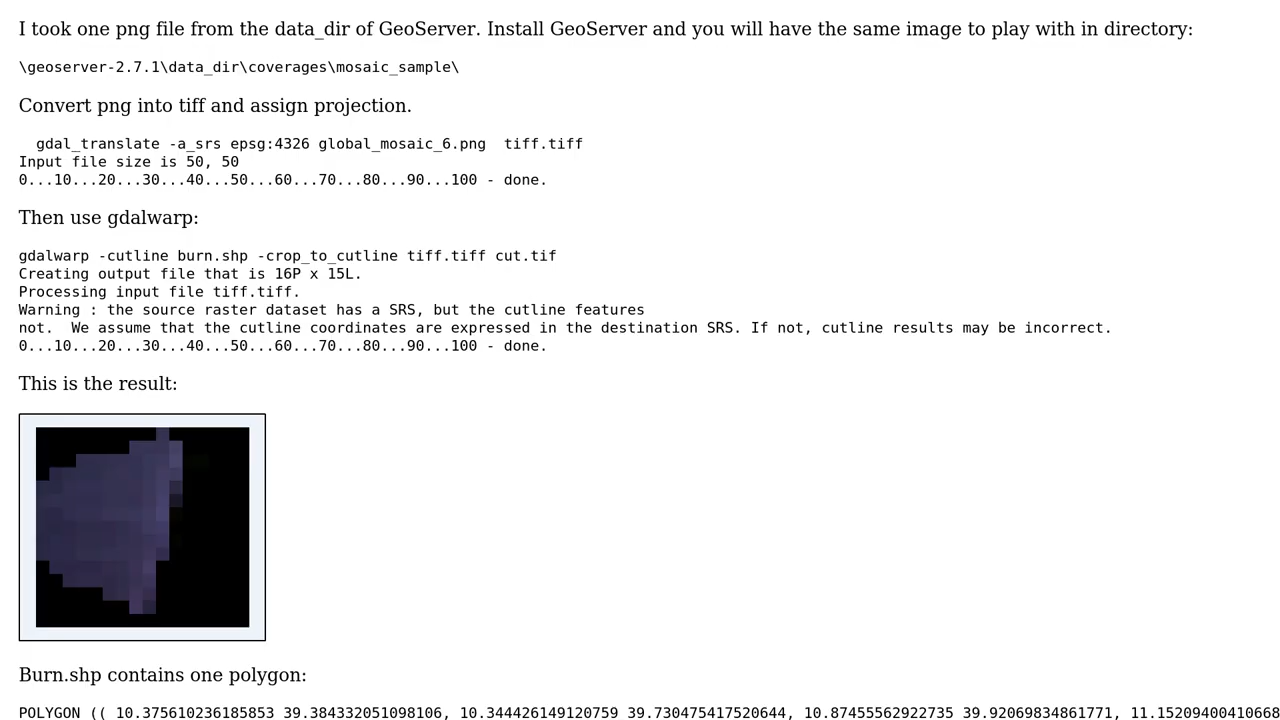 I took one png file from the data_dir of GeoServer. Install GeoServer and you will have the same image to play with in directory:
\geoserver-2.7.1\data_dir\coverages\mosaic_sample\
Convert png into tiff and assign projection.
gdal_translate -a_srs epsg:4326 global_mosaic_6.png  tiff.tiff
Input file size is 50, 50
0...10...20...30...40...50...60...70...80...90...100 - done.
Then use gdalwarp:
gdalwarp -cutline burn.shp -crop_to_cutline tiff.tiff cut.tif
Creating output file that is 16P x 15L.
Processing input file tiff.tiff.
Warning : the source raster dataset has a SRS, but the cutline features
not.  We assume that the cutline coordinates are expressed in the destination SRS. If not, cutline results may be incorrect.
0...10...20...30...40...50...60...70...80...90...100 - done.
This is the result:
Burn.shp contains one polygon:
POLYGON (( 10.375610236185853 39.384332051098106, 10.344426149120759 39.730475417520644, 10.87455562922735 39.92069834861771, 11.15209400410668